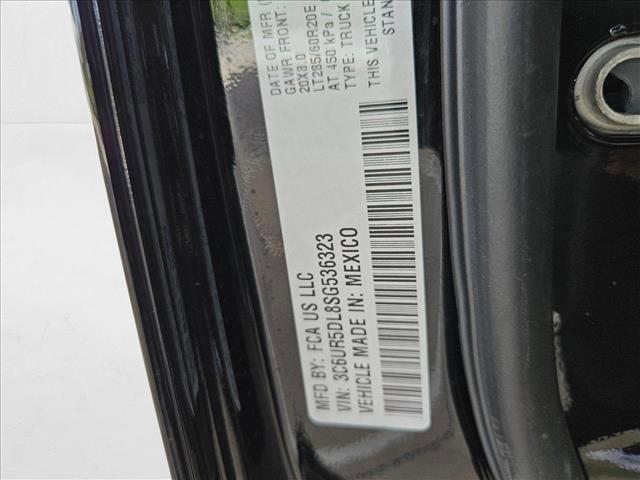 MFD BY: FCA US LLC
VIN: 3C6UR5DL8SG536323
VEHICLE MADE IN: MEXICO
DATE OF MFR (
GAWR FRONT:
20X8.0
LT285/60R20E
AT 450 kPa /
TYPE: TRUCK
THIS VEHICLE
STAN